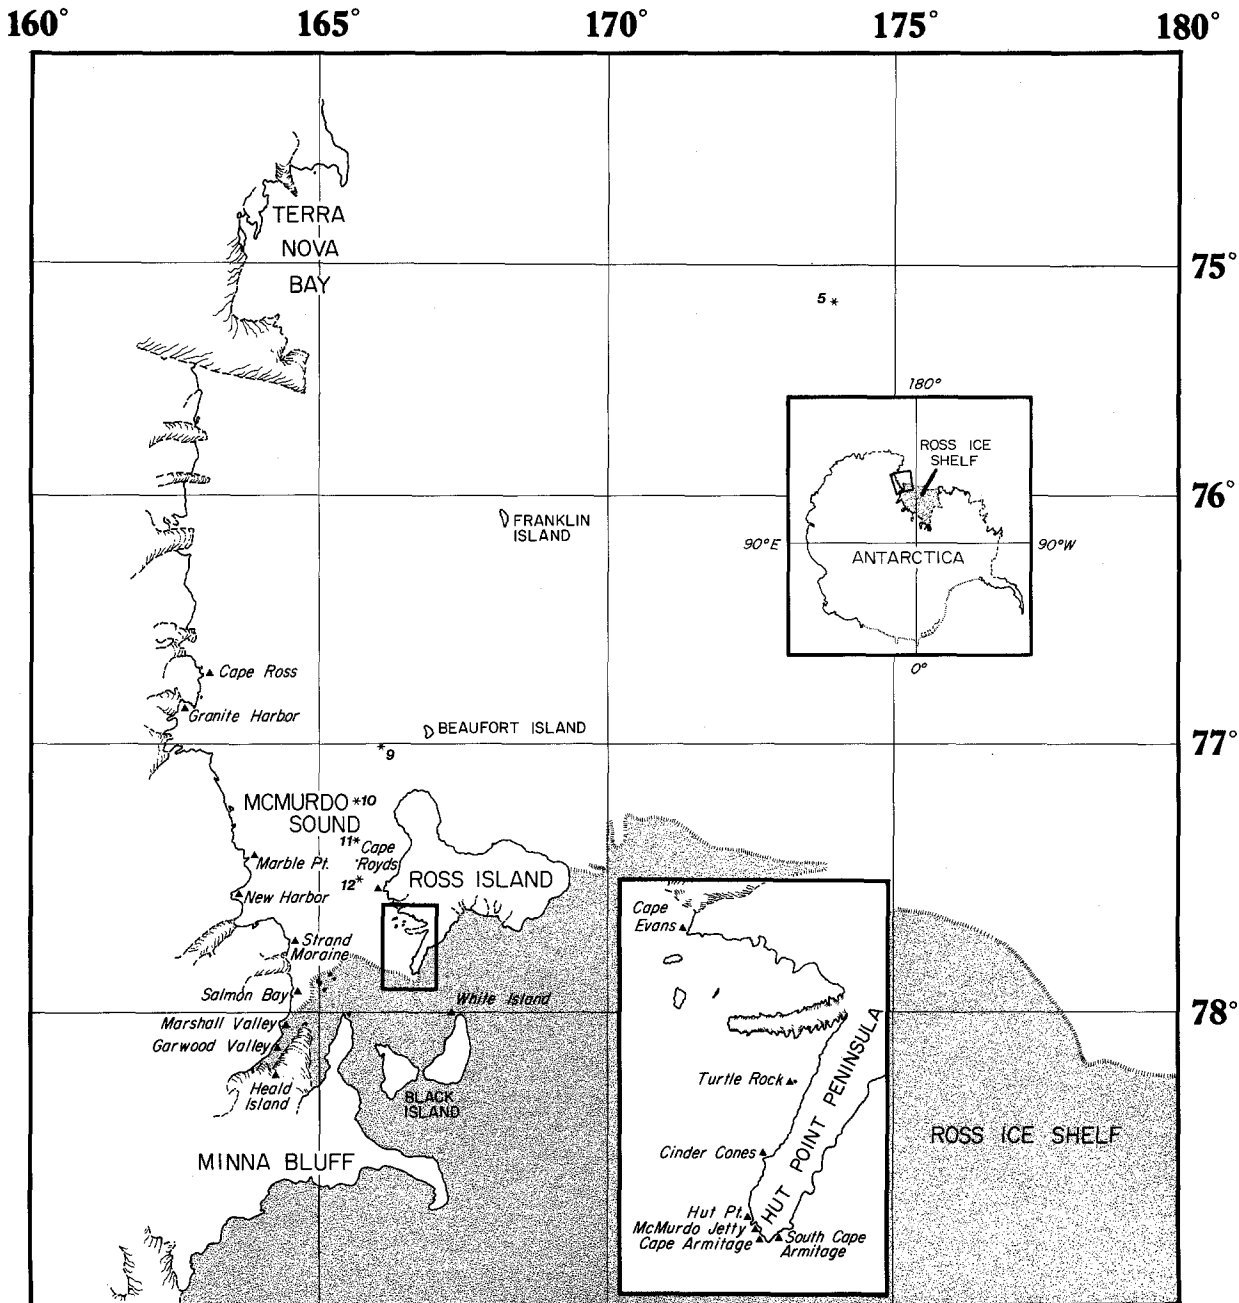 160° 165° 170° 175° 180°
TERRA
NOVA
BAY
75°
5*
180°
ROSS ICE
SHELF
76°
FRANKLIN
ISLAND
90°E
90°W
ANTARCTICA
0°
Cape Ross
Granite Harbor
BEAUFORT ISLAND
77°
*9
MCMURDO *10
SOUND
11* Cape
Royds
Marble Pt.
12*
ROSS ISLAND
New Harbor
Cape
Evans
Strand
Moraine
Salmon Bay
White Island
78°
Marshall Valley
Garwood Valley
Heald
Island
BLACK
ISLAND
Turtle Rock
HUT POINT PENINSULA
ROSS ICE SHELF
MINNA BLUFF
Cinder Cones
Hut Pt.
McMurdo Jetty
Cape Armitage
South Cape
Armitage